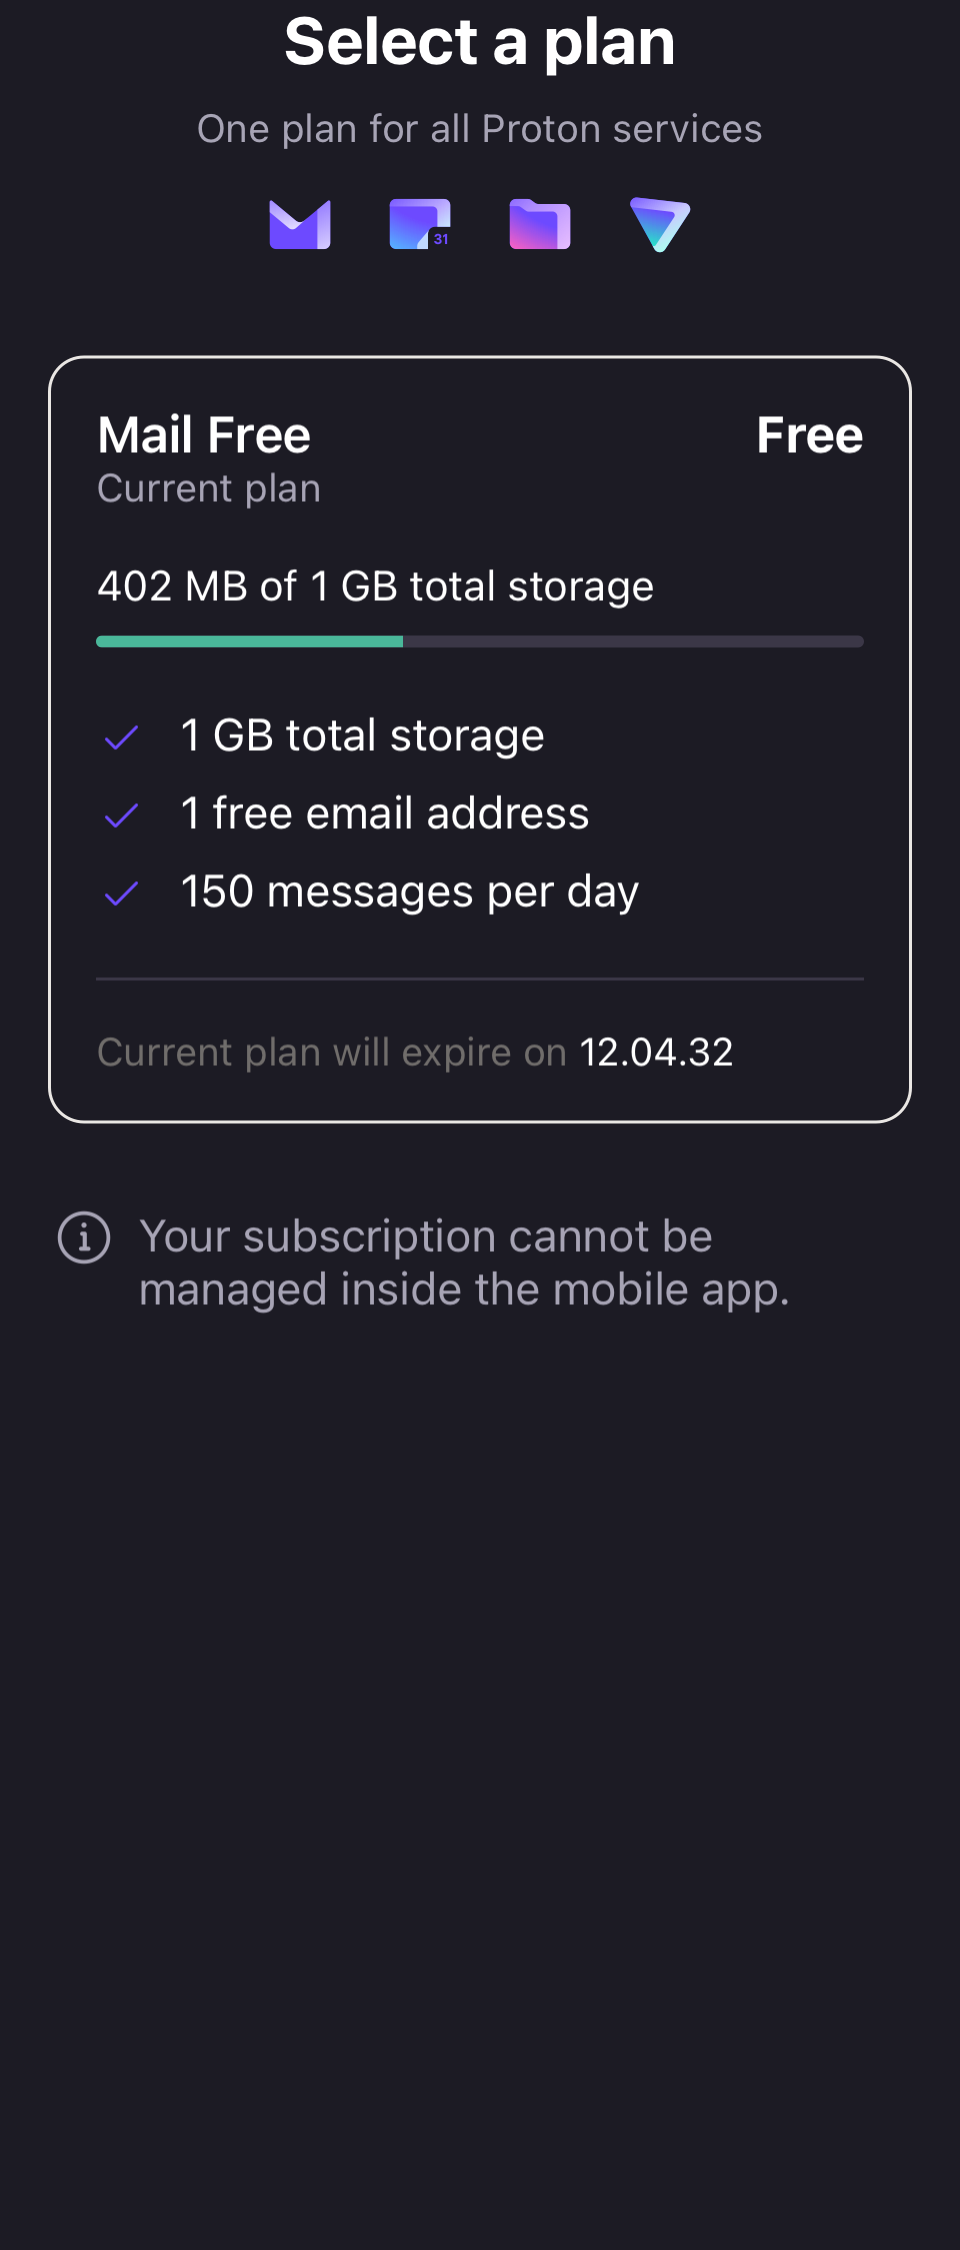 Select a plan
One plan for all Proton services
31
Mail Free
Free
Current plan
402 MB of 1 GB total storage
1 GB total storage
1 free email address
150 messages per day
Current plan will expire on 12.04.32
Your subscription cannot be
managed inside the mobile app.